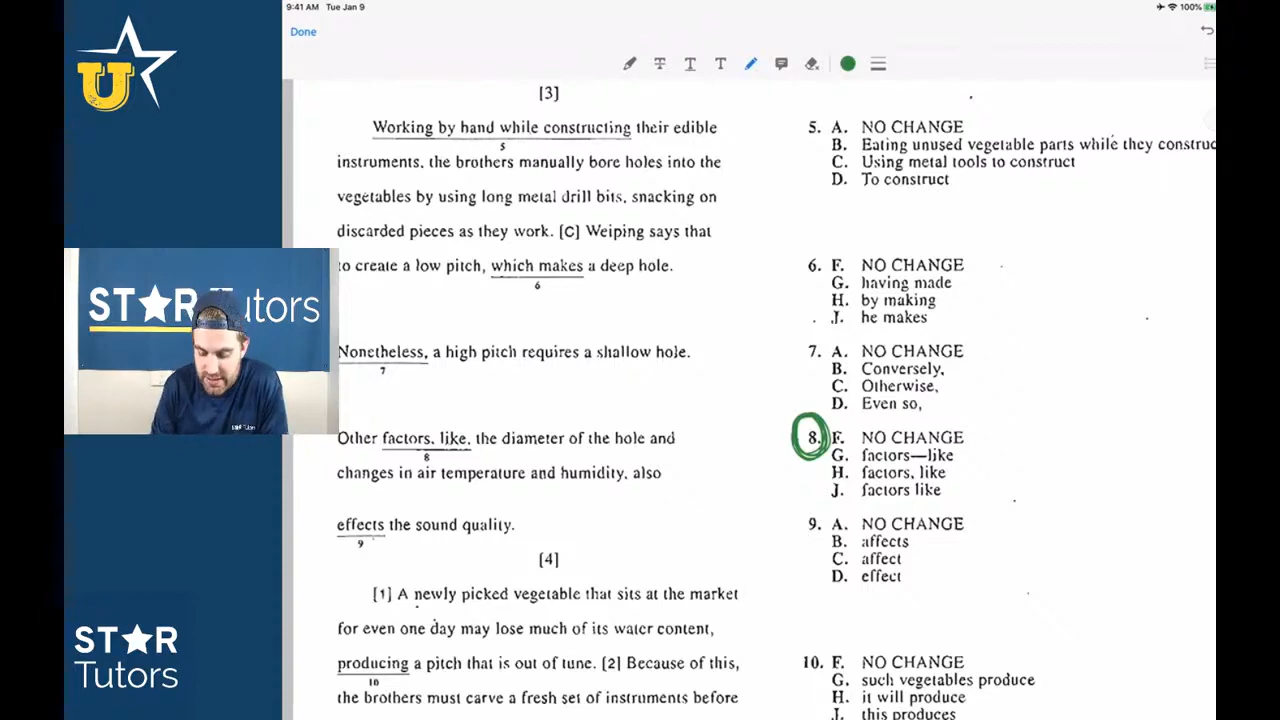 9:41 AM Tue Jan 9
100%
Done
U
[3]
Working by hand while constructing their edible
5
instruments, the brothers manually bore holes into the
vegetables by using long metal drill bits, snacking on
discarded pieces as they work. [C] Weiping says that
to create a low pitch, which makes a deep hole.
6
Nonetheless, a high pitch requires a shallow hole.
7
Other factors, like, the diameter of the hole and
8
changes in air temperature and humidity, also
effects the sound quality.
9
[4]
[1] A newly picked vegetable that sits at the market
for even one day may lose much of its water content,
producing a pitch that is out of tune. [2] Because of this,
10
the brothers must carve a fresh set of instruments before
5. A. NO CHANGE
B. Eating unused vegetable parts while they construc
C. Using metal tools to construct
D. To construct
6. F. NO CHANGE
G. having made
H. by making
J. he makes
7. A. NO CHANGE
B. Conversely,
C. Otherwise,
D. Even so,
8. F. NO CHANGE
G. factors—like
H. factors, like
J. factors like
9. A. NO CHANGE
B. affects
C. affect
D. effect
10. F. NO CHANGE
G. such vegetables produce
H. it will produce
J. this produces
ST★R Tutors
STAR
Tutors